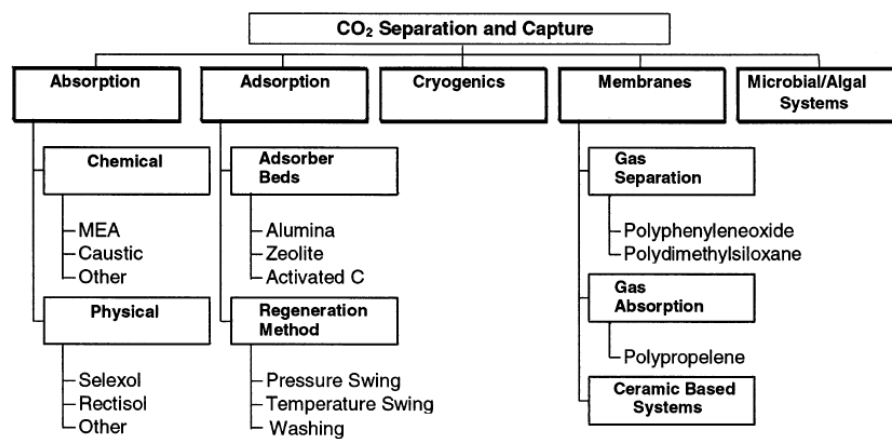 CO₂ Separation and Capture
Absorption
Adsorption
Cryogenics
Membranes
Microbial/Algal
Systems
Chemical
MEA
Caustic
Other
Physical
Selexol
Rectisol
Other
Adsorber
Beds
Alumina
Zeolite
Activated C
Regeneration
Method
Pressure Swing
Temperature Swing
Washing
Gas
Separation
Polyphenyleneoxide
Polydimethylsiloxane
Gas
Absorption
Polypropelene
Ceramic Based
Systems